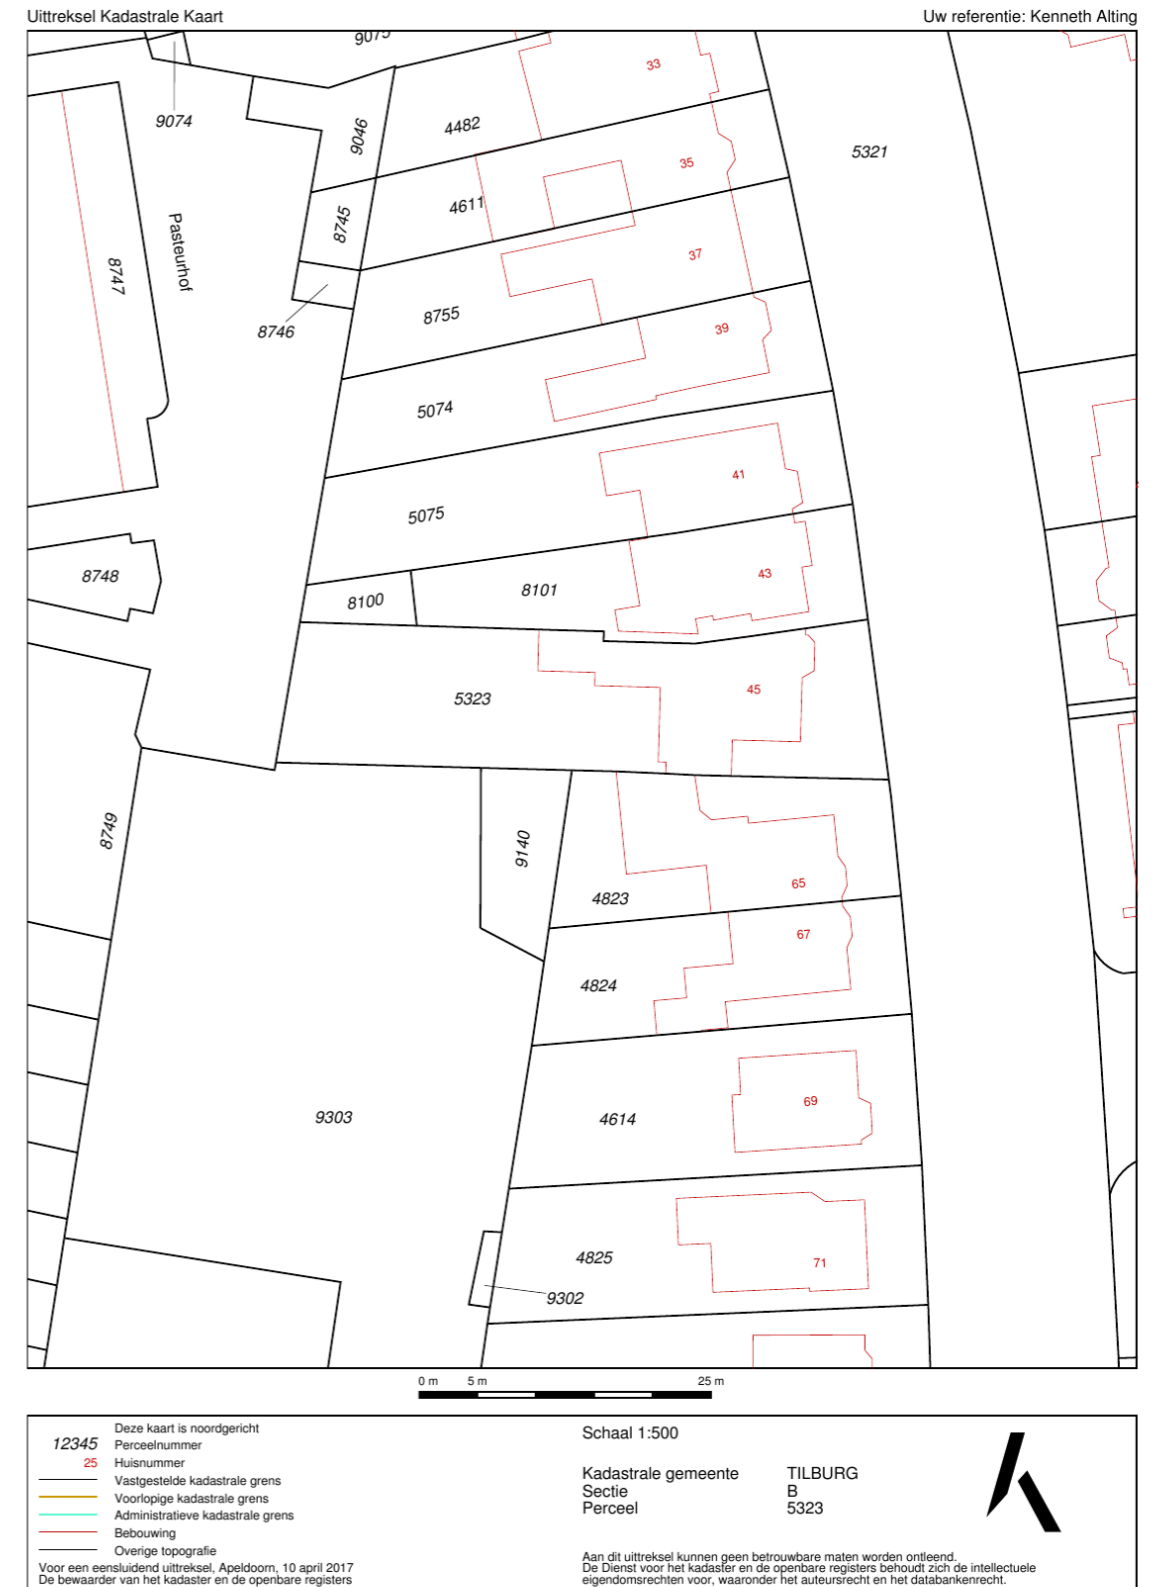 Uittreksel Kadastrale Kaart
Uw referentie: Kenneth Alting
9075
33
9074
9046
4482
5321
35
4611
8745
Pasteurhof
37
8747
8755
8746
39
5074
41
5075
43
8748
8101
8100
45
5323
8749
9140
65
4823
67
4824
69
9303
4614
4825
71
9302
0 m 5 m 25 m
Deze kaart is noordgericht
12345 Perceelnummer
25 Huisnummer
Vastgestelde kadastrale grens
Voorlopige kadastrale grens
Administratieve kadastrale grens
Bebouwing
Overige topografie
Voor een eensluidend uittreksel, Apeldoorn, 10 april 2017
De bewaarder van het kadaster en de openbare registers
Schaal 1:500
Kadastrale gemeente TILBURG
Sectie B
Perceel 5323
Aan dit uittreksel kunnen geen betrouwbare maten worden ontleend.
De Dienst voor het kadaster en de openbare registers behoudt zich de intellectuele
eigendomsrechten voor, waaronder het auteursrecht en het databankenrecht.